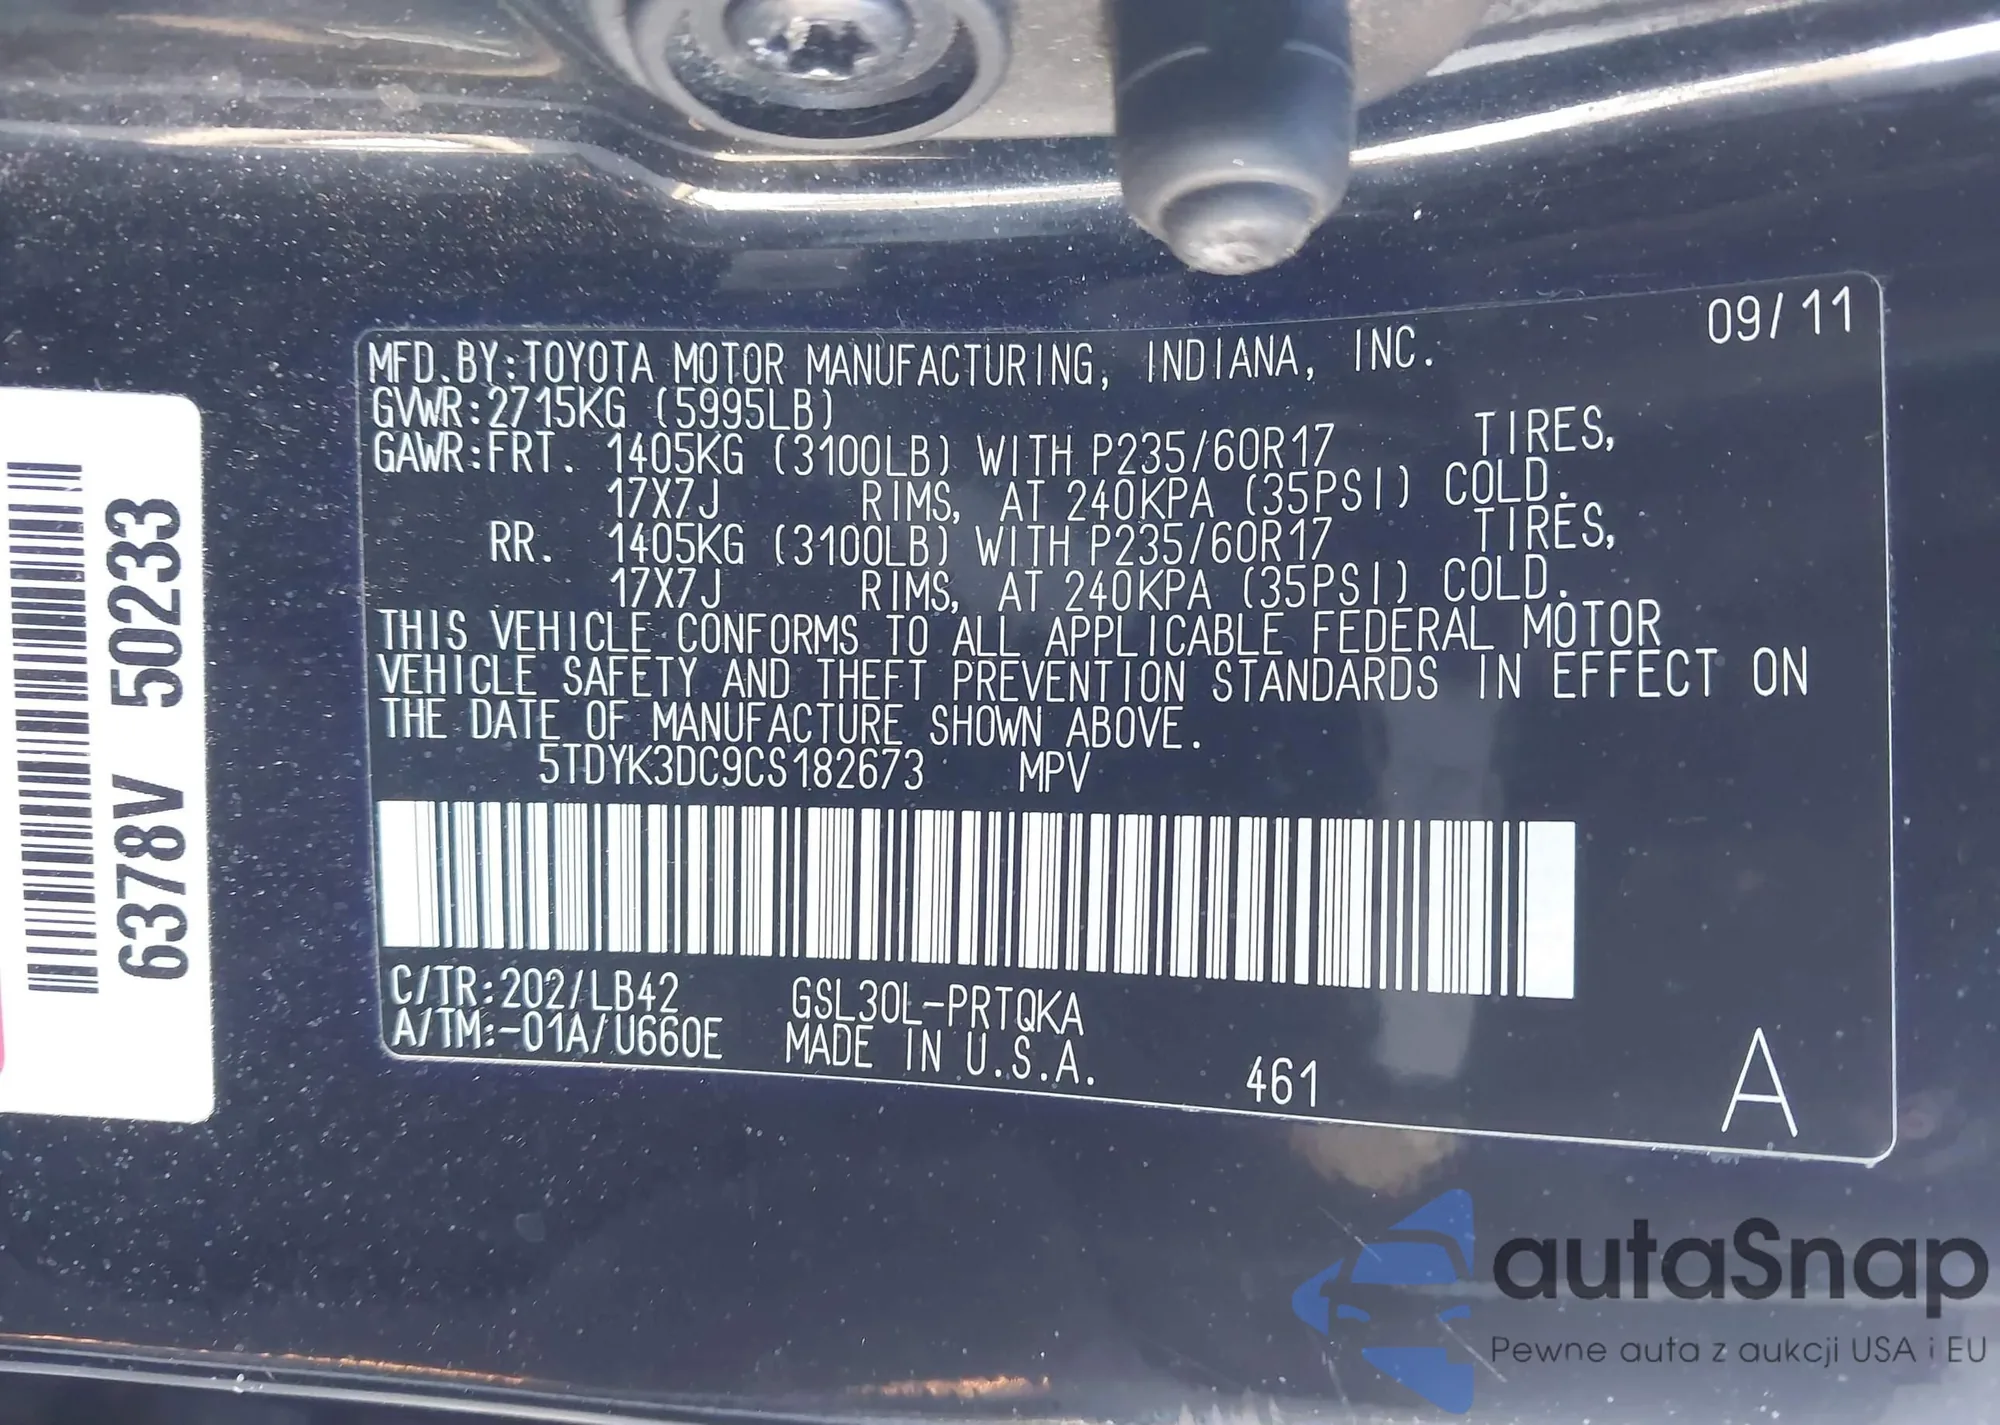 09/11
MFD.BY:TOYOTA MOTOR MANUFACTURING, INDIANA, INC.
GVWR:2715KG (5995LB)
GAWR:FRT. 1405KG (3100LB) WITH P235/60R17 TIRES,
17X7J RIMS, AT 240KPA (35PSI) COLD.
RR. 1405KG (3100LB) WITH P235/60R17 TIRES,
17X7J RIMS, AT 240KPA (35PSI) COLD.
THIS VEHICLE CONFORMS TO ALL APPLICABLE FEDERAL MOTOR
VEHICLE SAFETY AND THEFT PREVENTION STANDARDS IN EFFECT ON
THE DATE OF MANUFACTURE SHOWN ABOVE.
5TDYK3DC9CS182673 MPV
C/TR:202/LB42 GSL30L-PRTQKA
A/TM:-01A/U660E MADE IN U.S.A.
461
A
6378V 50233
autaSnap
Pewne auta z aukcji USA i EU